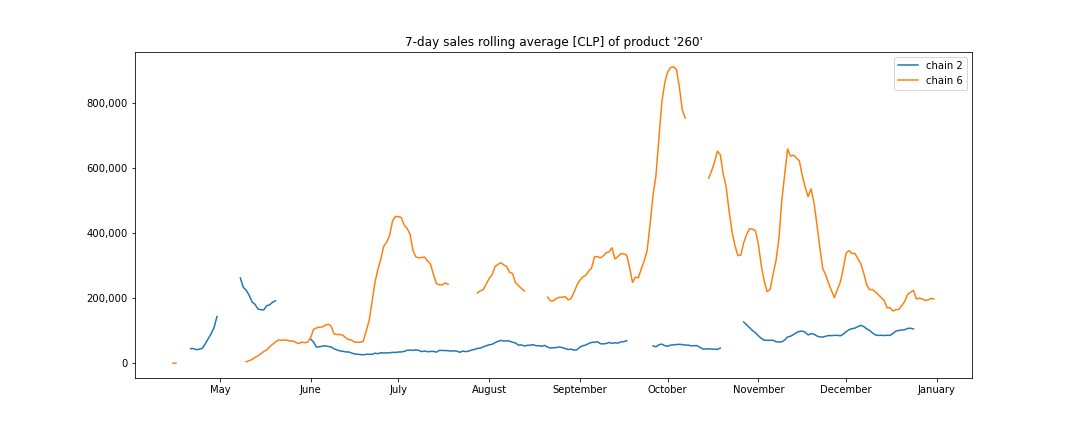 7-day sales rolling average [CLP] of product '260'
chain 2
chain 6
800,000
600,000
400,000
200,000
0
May June July August September October November December January